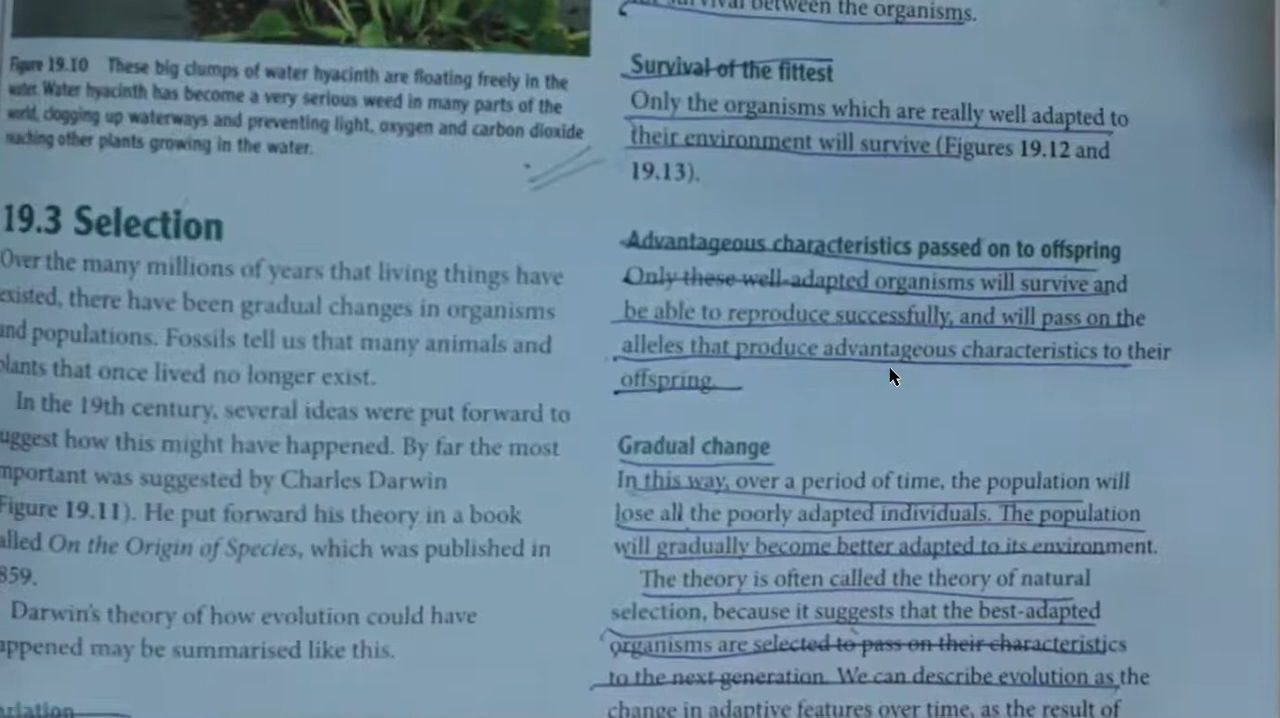 Figure 19.10 These big clumps of water hyacinth are floating freely in the
water. Water hyacinth has become a very serious weed in many parts of the
world, clogging up waterways and preventing light, oxygen and carbon dioxide
reaching other plants growing in the water.
19.3 Selection
Over the many millions of years that living things have
existed, there have been gradual changes in organisms
and populations. Fossils tell us that many animals and
plants that once lived no longer exist.
In the 19th century, several ideas were put forward to
uggest how this might have happened. By far the most
mportant was suggested by Charles Darwin
Figure 19.11). He put forward his theory in a book
alled On the Origin of Species, which was published in
859.
Darwin's theory of how evolution could have
appened may be summarised like this.
ariation
survival between the organisms.
Survival of the fittest
Only the organisms which are really well adapted to
their environment will survive (Figures 19.12 and
19.13).
Advantageous characteristics passed on to offspring
Only these well-adapted organisms will survive and
be able to reproduce successfully, and will pass on the
alleles that produce advantageous characteristics to their
offspring.
Gradual change
In this way, over a period of time, the population will
lose all the poorly adapted individuals. The population
will gradually become better adapted to its environment.
The theory is often called the theory of natural
selection, because it suggests that the best-adapted
organisms are selected to pass on their characteristics
to the next generation. We can describe evolution as the
change in adaptive features over time, as the result of